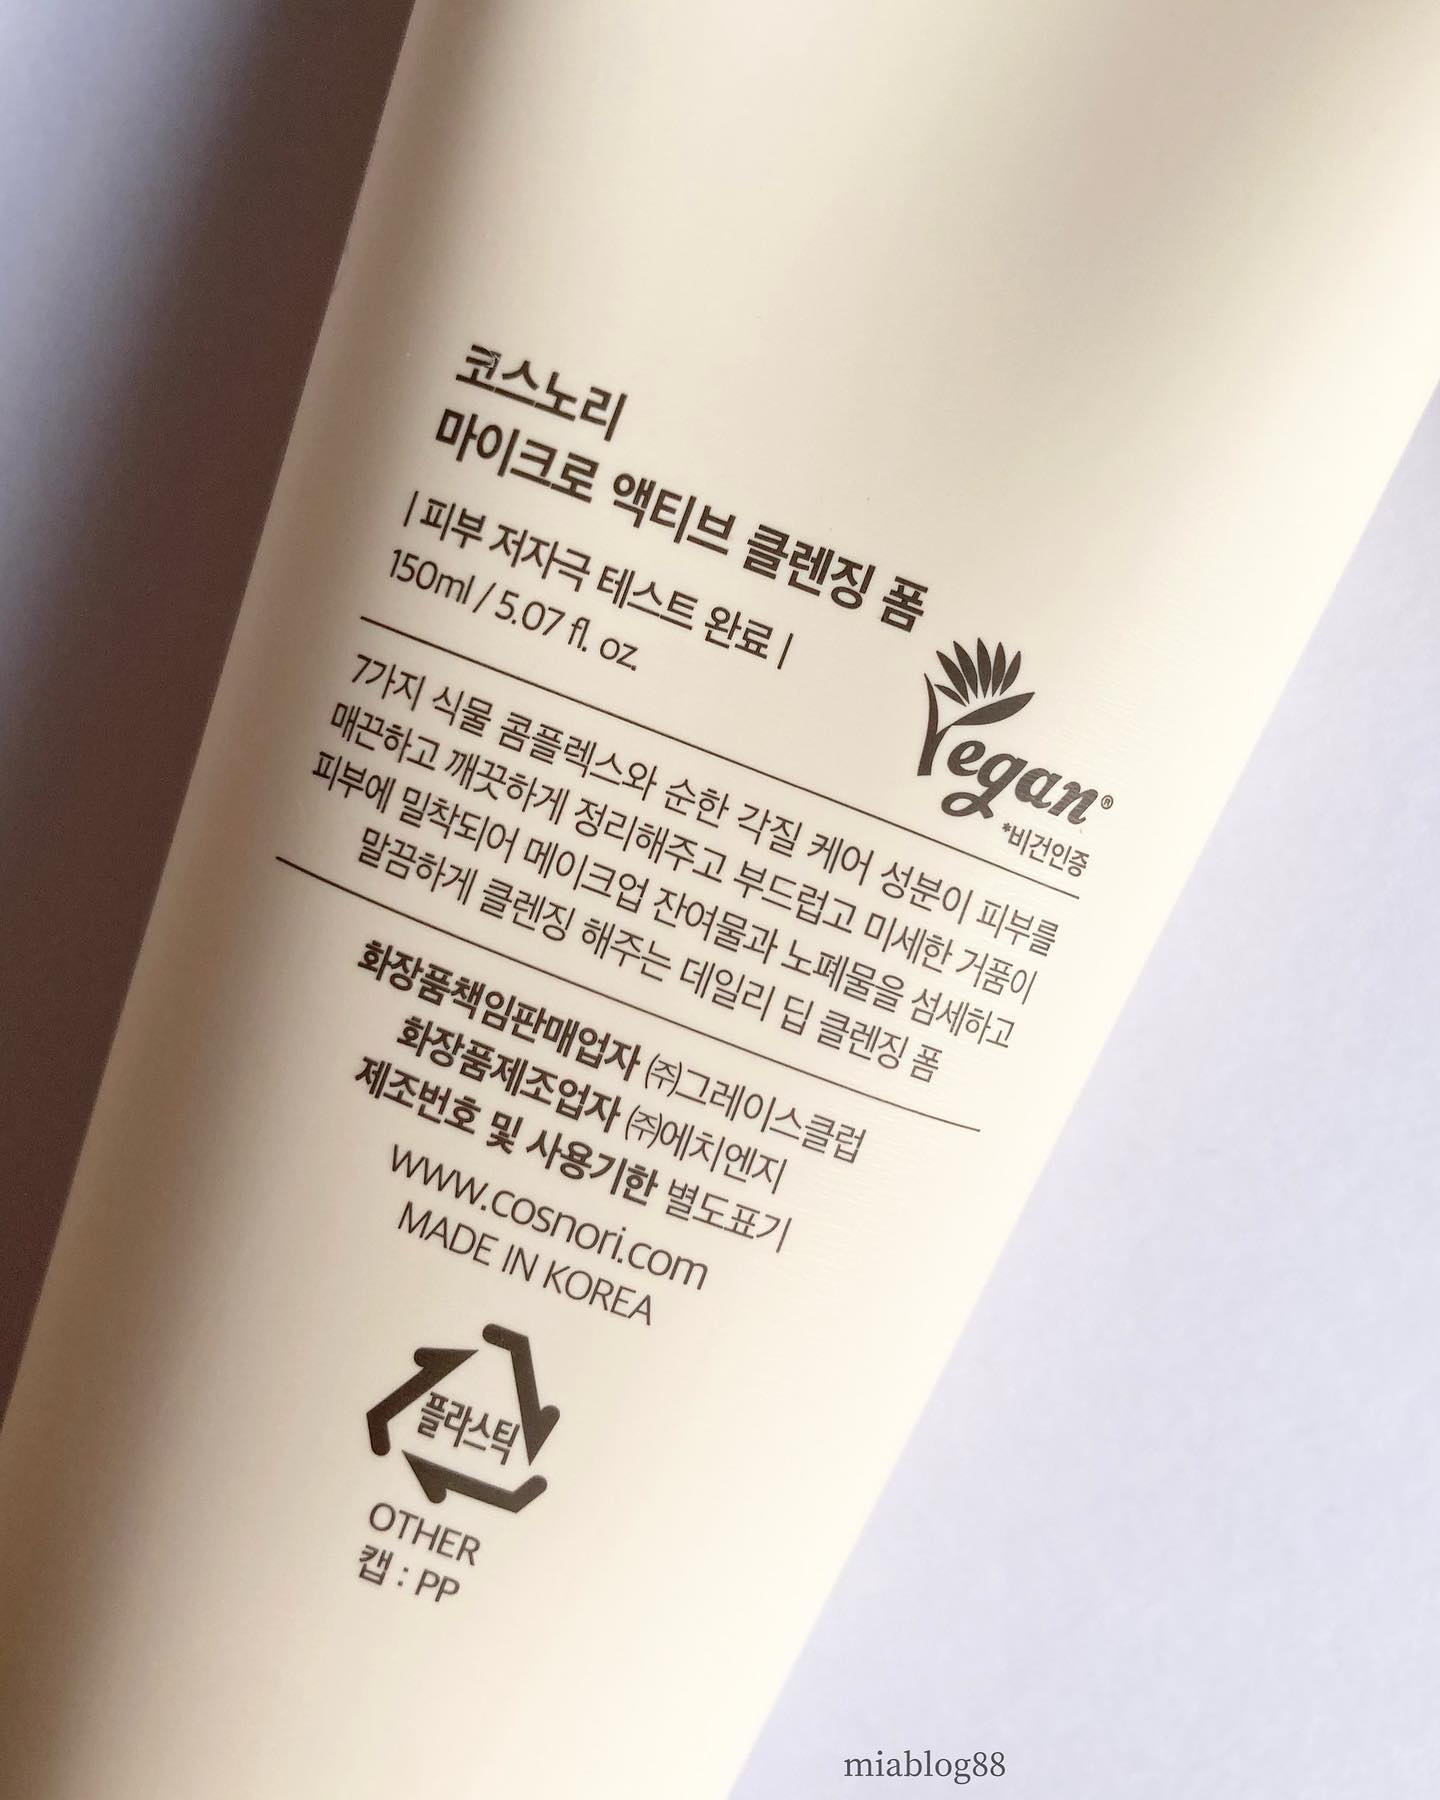 코스노리
마이크로 액티브 클렌징 폼
| 피부 저자극 테스트 완료 |
150ml / 5.07 fl. oz.
Vegan®
*비건인증
7가지 식물 콤플렉스와 순한 각질 케어 성분이 피부를
매끈하고 깨끗하게 정리해주고 부드럽고 미세한 거품이
피부에 밀착되어 메이크업 잔여물과 노폐물을 섬세하고
말끔하게 클렌징 해주는 데일리 딥 클렌징 폼
화장품책임판매업자 ㈜그레이스클럽
화장품제조업자 ㈜에치엔지
제조번호 및 사용기한 별도표기
www.cosnori.com
MADE IN KOREA
플라스틱
OTHER
캡 : PP
miablog88